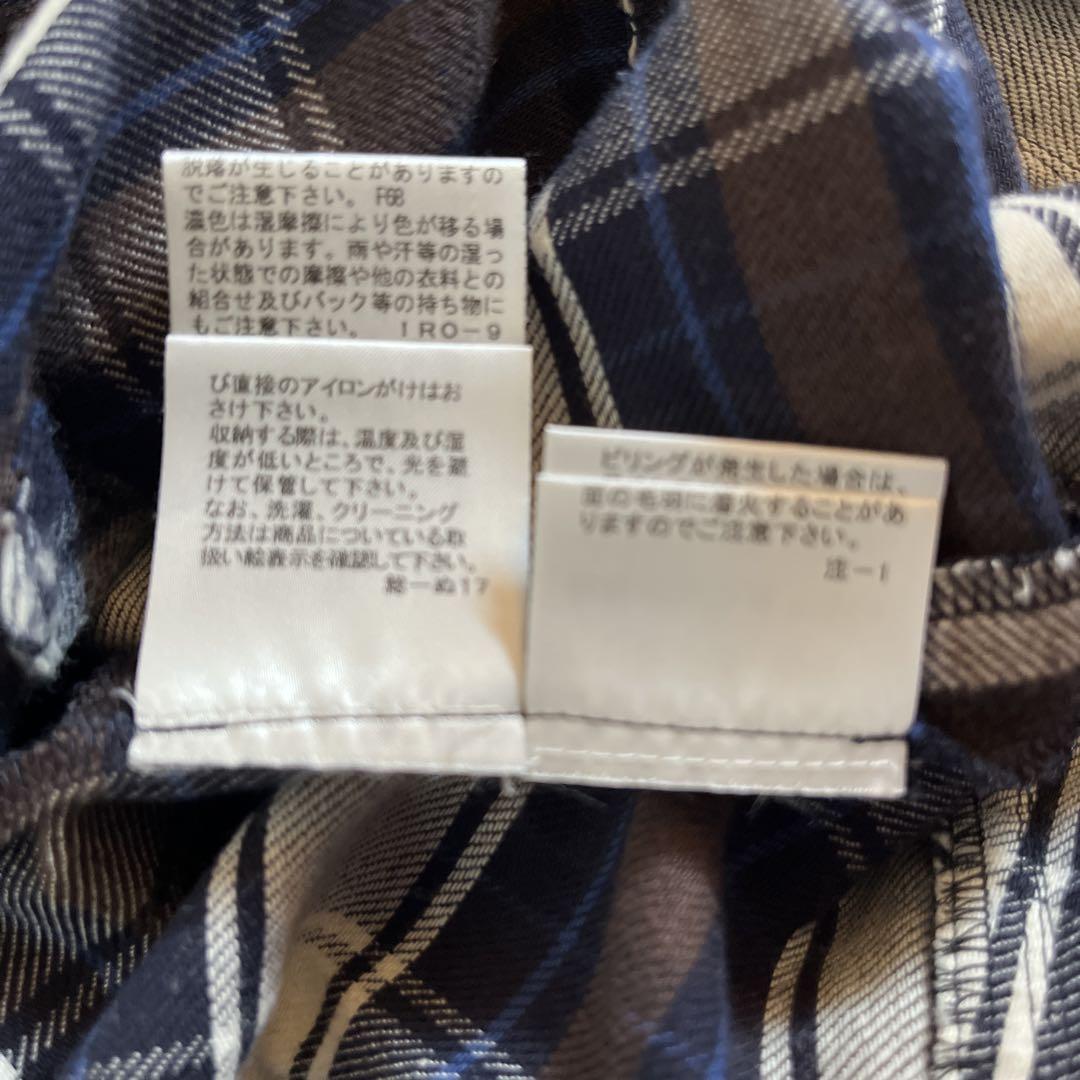 脱落が生じることがありますの
でご注意下さい。 F68
濃色は湿摩擦により色が移る場
合があります。雨や汗等の湿っ
た状態での摩擦や他の衣料との
組合せ及びバック等の持ち物に
もご注意下さい。 IRO-9
び直接のアイロンがけはお
さけ下さい。
収納する際は、温度及び湿
度が低いところで、光を避
けて保管して下さい。
なお、洗濯、クリーニング
方法は商品についている取
扱い絵表示を確認して下さい。
総-ぬ17
ピリングが発生した場合は、
の毛羽に着火することがあ
りますのでご注意下さい。
注-1